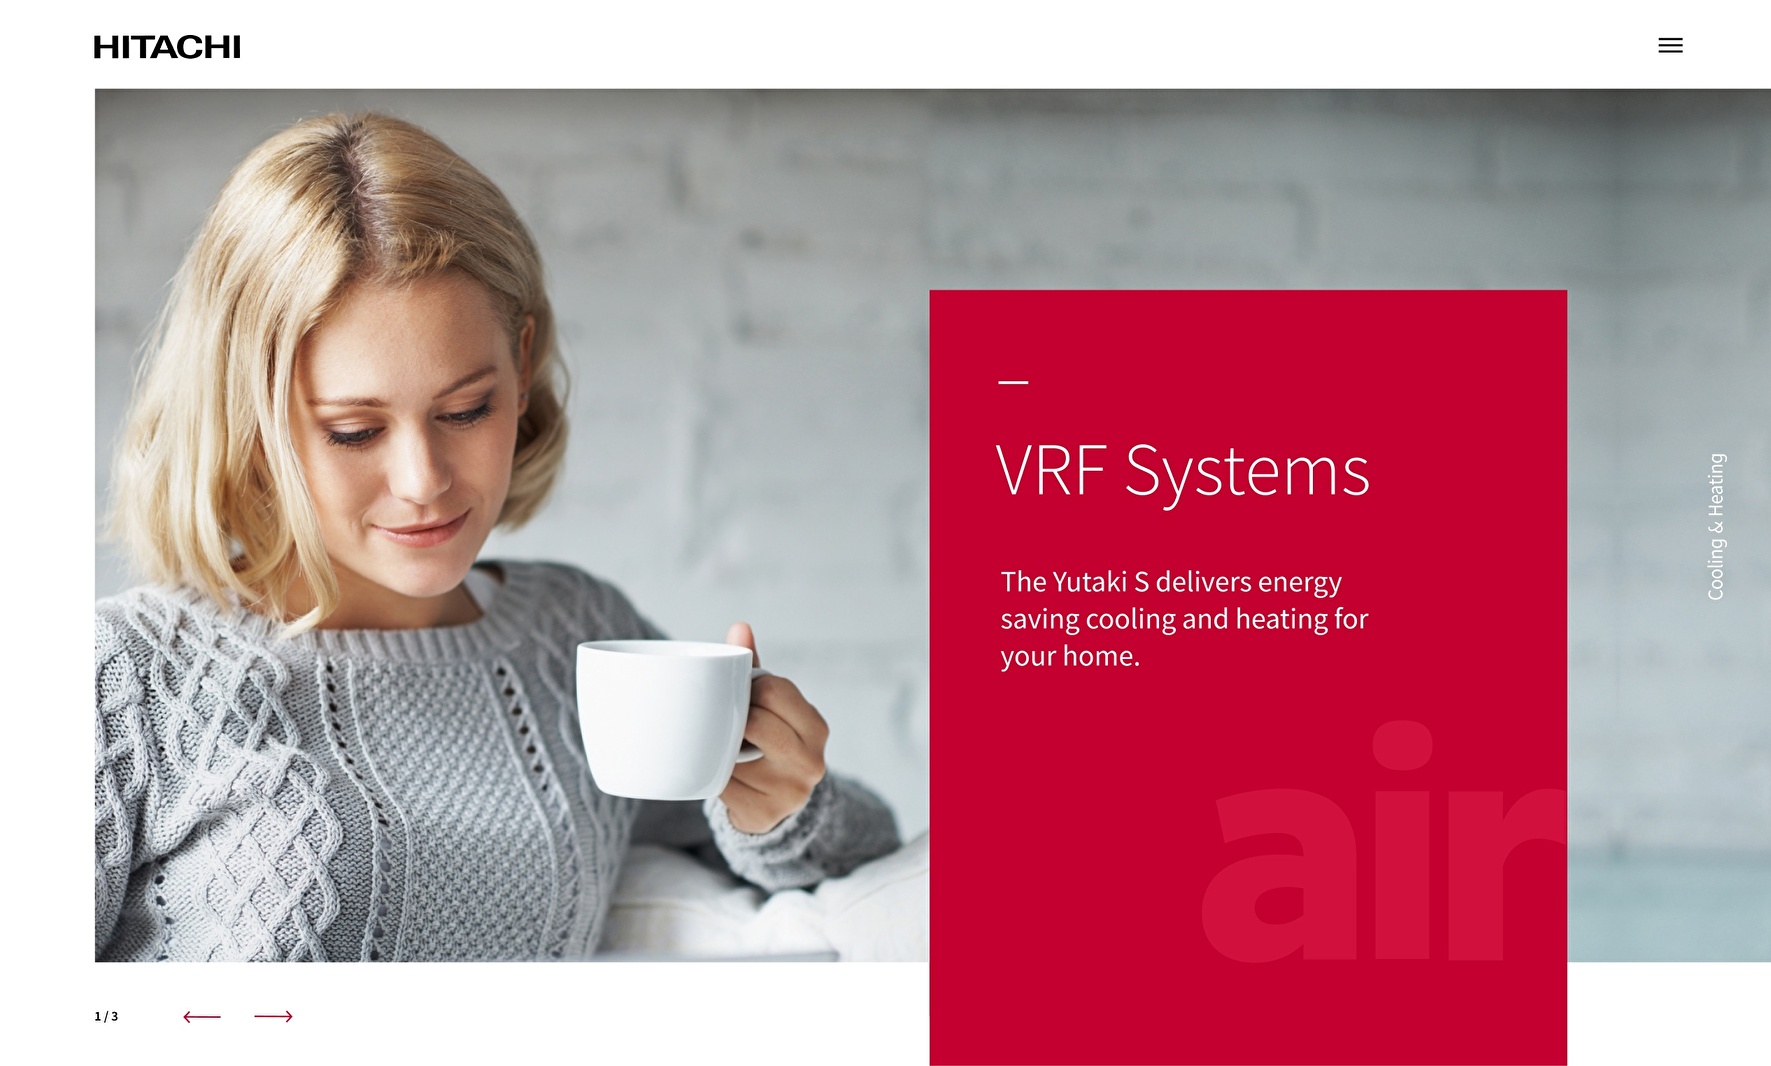 HITACHI
VRF Systems
The Yutaki S delivers energy
saving cooling and heating for
your home.
Cooling & Heating
air
1 / 3